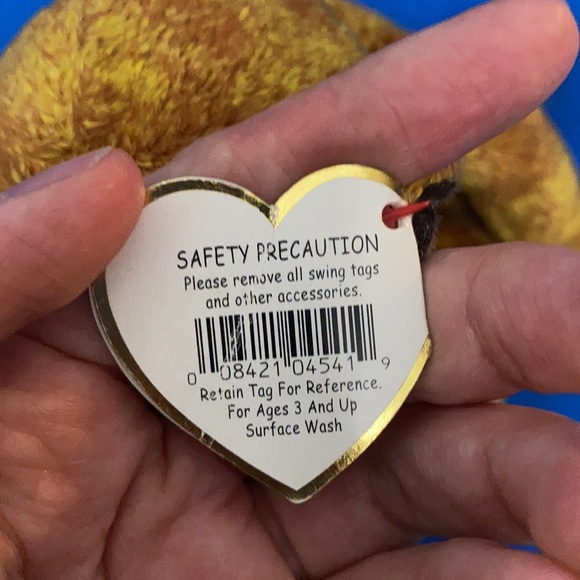 SAFETY PRECAUTION
Please remove all swing tags
and other accessories.
0 08421 04541 9
Retain Tag For Reference.
For Ages 3 And Up
Surface Wash